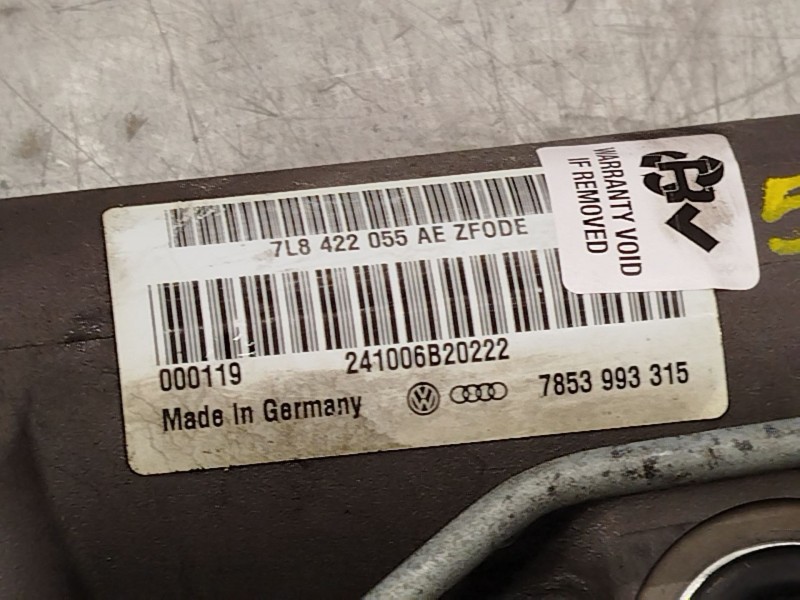 7L8 422 055 AE ZFODE
000119
241006B20222
Made In Germany
7853 993 315
WARRANTY VOID
IF REMOVED